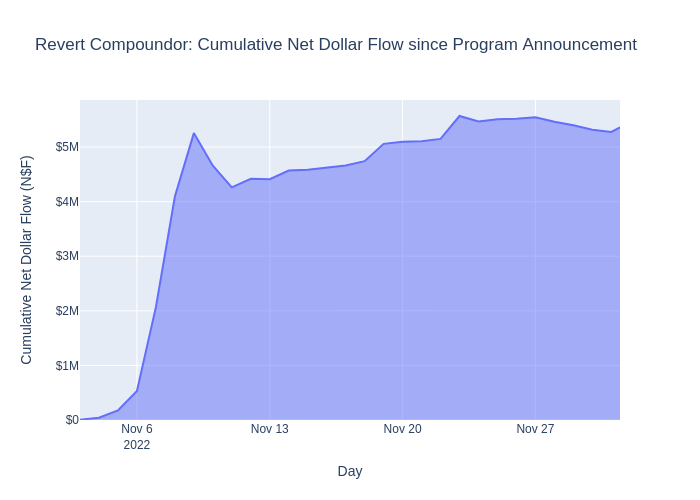 Revert Compoundor: Cumulative Net Dollar Flow since Program Announcement
Cumulative Net Dollar Flow (N$F)
$5M
$4M
$3M
$2M
$1M
$0
Nov 6
2022
Nov 13
Nov 20
Nov 27
Day